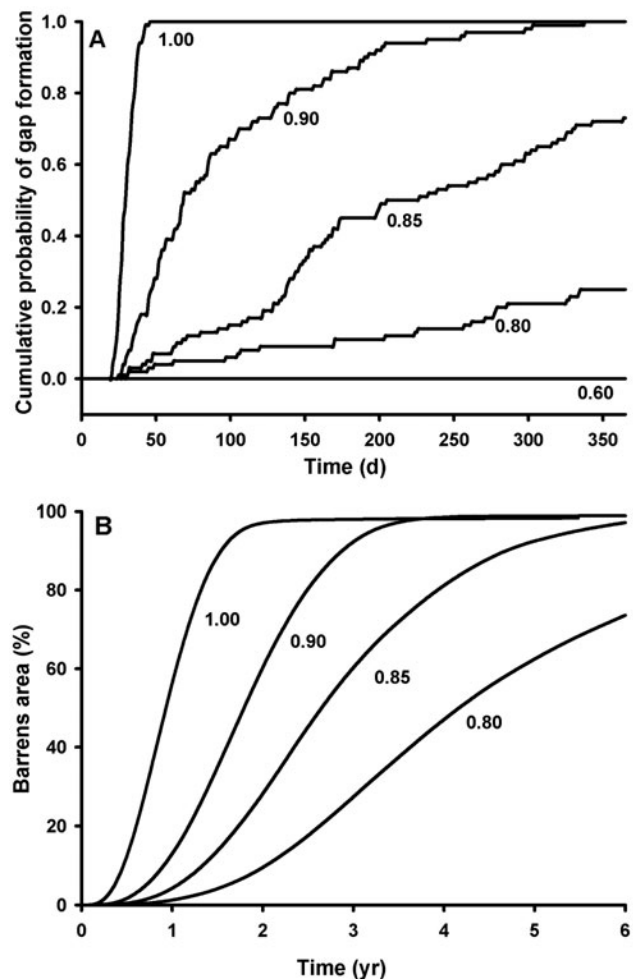 A
Cumulative probability of gap formation
1.0
0.8
0.6
0.4
0.2
0.0
1.00
0.90
0.85
0.80
0.60
0 50 100 150 200 250 300 350
Time (d)
B
Barrens area (%)
100
80
60
40
20
0
1.00
0.90
0.85
0.80
0 1 2 3 4 5 6
Time (yr)